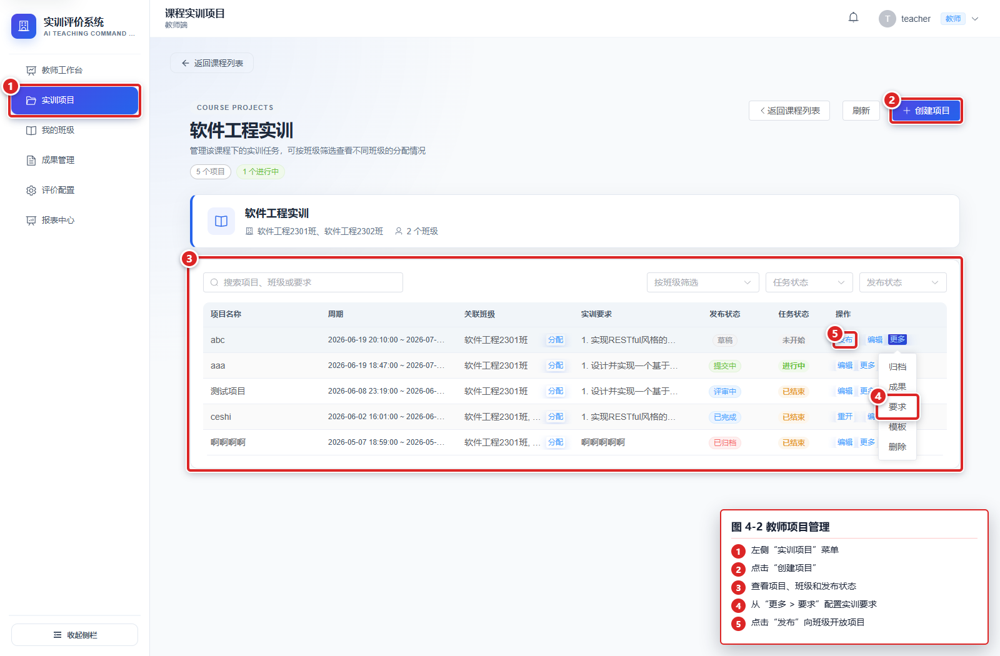 实训评价系统
AI TEACHING COMMAND ...
课程实训项目
教师端
T teacher 教师
教师工作台
1
实训项目
我的班级
成果管理
评价配置
报表中心
收起侧栏
返回课程列表
COURSE PROJECTS
软件工程实训
管理该课程下的实训任务，可按班级筛选查看不同班级的分配情况
5 个项目 1 个进行中
返回课程列表 刷新 2 + 创建项目
软件工程实训
软件工程2301班、软件工程2302班 2 个班级
3
搜索项目、班级或要求 按班级筛选 任务状态 发布状态
项目名称 周期 关联班级 实训要求 发布状态 任务状态 操作
abc 2026-06-19 20:10:00 ~ 2026-07-... 软件工程2301班 分配 1. 实现RESTful风格的... 草稿 未开始 5 发布 编辑 更多
aaa 2026-06-19 18:47:00 ~ 2026-07-... 软件工程2301班 分配 1. 设计并实现一个基于... 提交中 进行中 编辑 更多
测试项目 2026-06-08 23:19:00 ~ 2026-06-... 软件工程2301班 分配 1. 设计并实现一个基于... 评审中 已结束 编辑 更多
ceshi 2026-06-02 16:01:00 ~ 2026-06-... 软件工程2301班, ... 分配 1. 实现RESTful风格的... 已完成 已结束 重开 编
啊啊啊啊 2026-05-07 18:59:00 ~ 2026-05-... 软件工程2301班, ... 分配 啊啊啊啊啊 已归档 已结束 编辑 更多
归档
成果
4 要求
模板
删除
图 4-2 教师项目管理
1 左侧“实训项目”菜单
2 点击“创建项目”
3 查看项目、班级和发布状态
4 从“更多 > 要求”配置实训要求
5 点击“发布”向班级开放项目